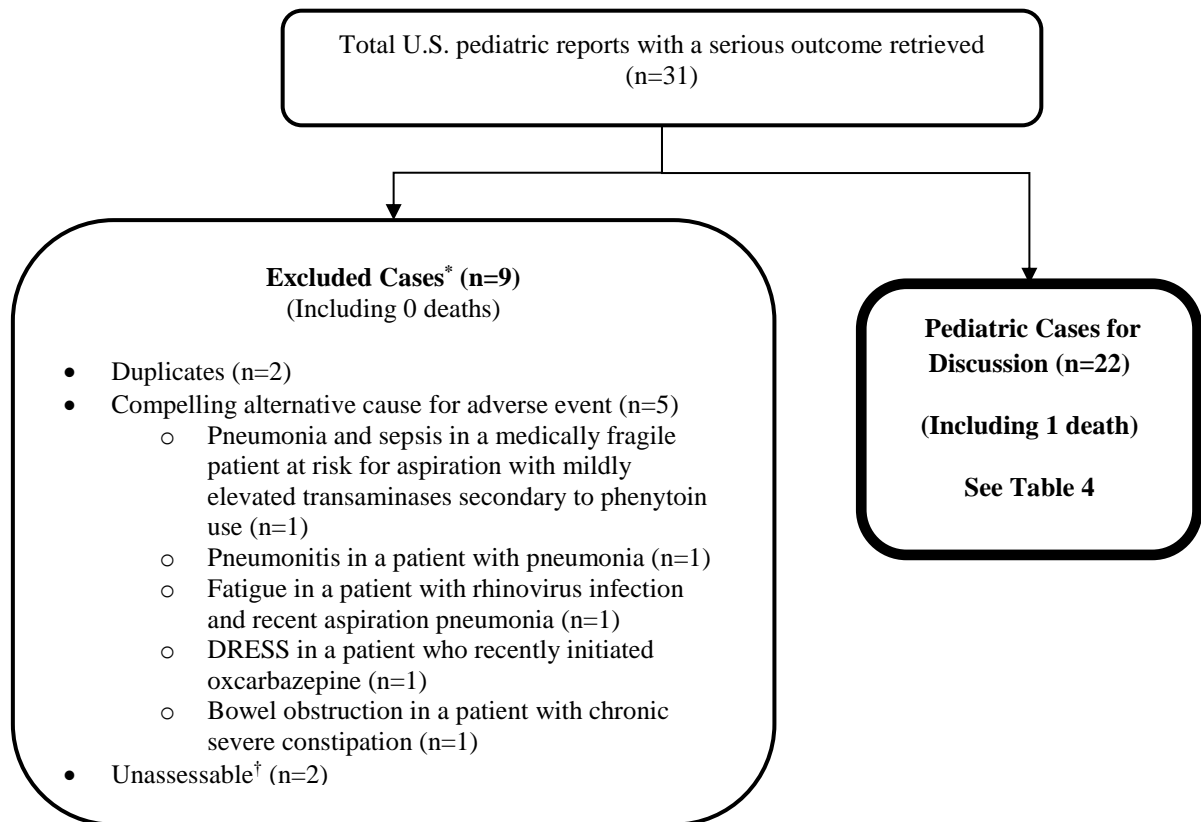 Total U.S. pediatric reports with a serious outcome retrieved
(n=31)
Excluded Cases* (n=9)
(Including 0 deaths)
• Duplicates (n=2)
• Compelling alternative cause for adverse event (n=5)
o Pneumonia and sepsis in a medically fragile
patient at risk for aspiration with mildly
elevated transaminases secondary to phenytoin
use (n=1)
o Pneumonitis in a patient with pneumonia (n=1)
o Fatigue in a patient with rhinovirus infection
and recent aspiration pneumonia (n=1)
o DRESS in a patient who recently initiated
oxcarbazepine (n=1)
o Bowel obstruction in a patient with chronic
severe constipation (n=1)
• Unassessable† (n=2)
Pediatric Cases for
Discussion (n=22)
(Including 1 death)
See Table 4